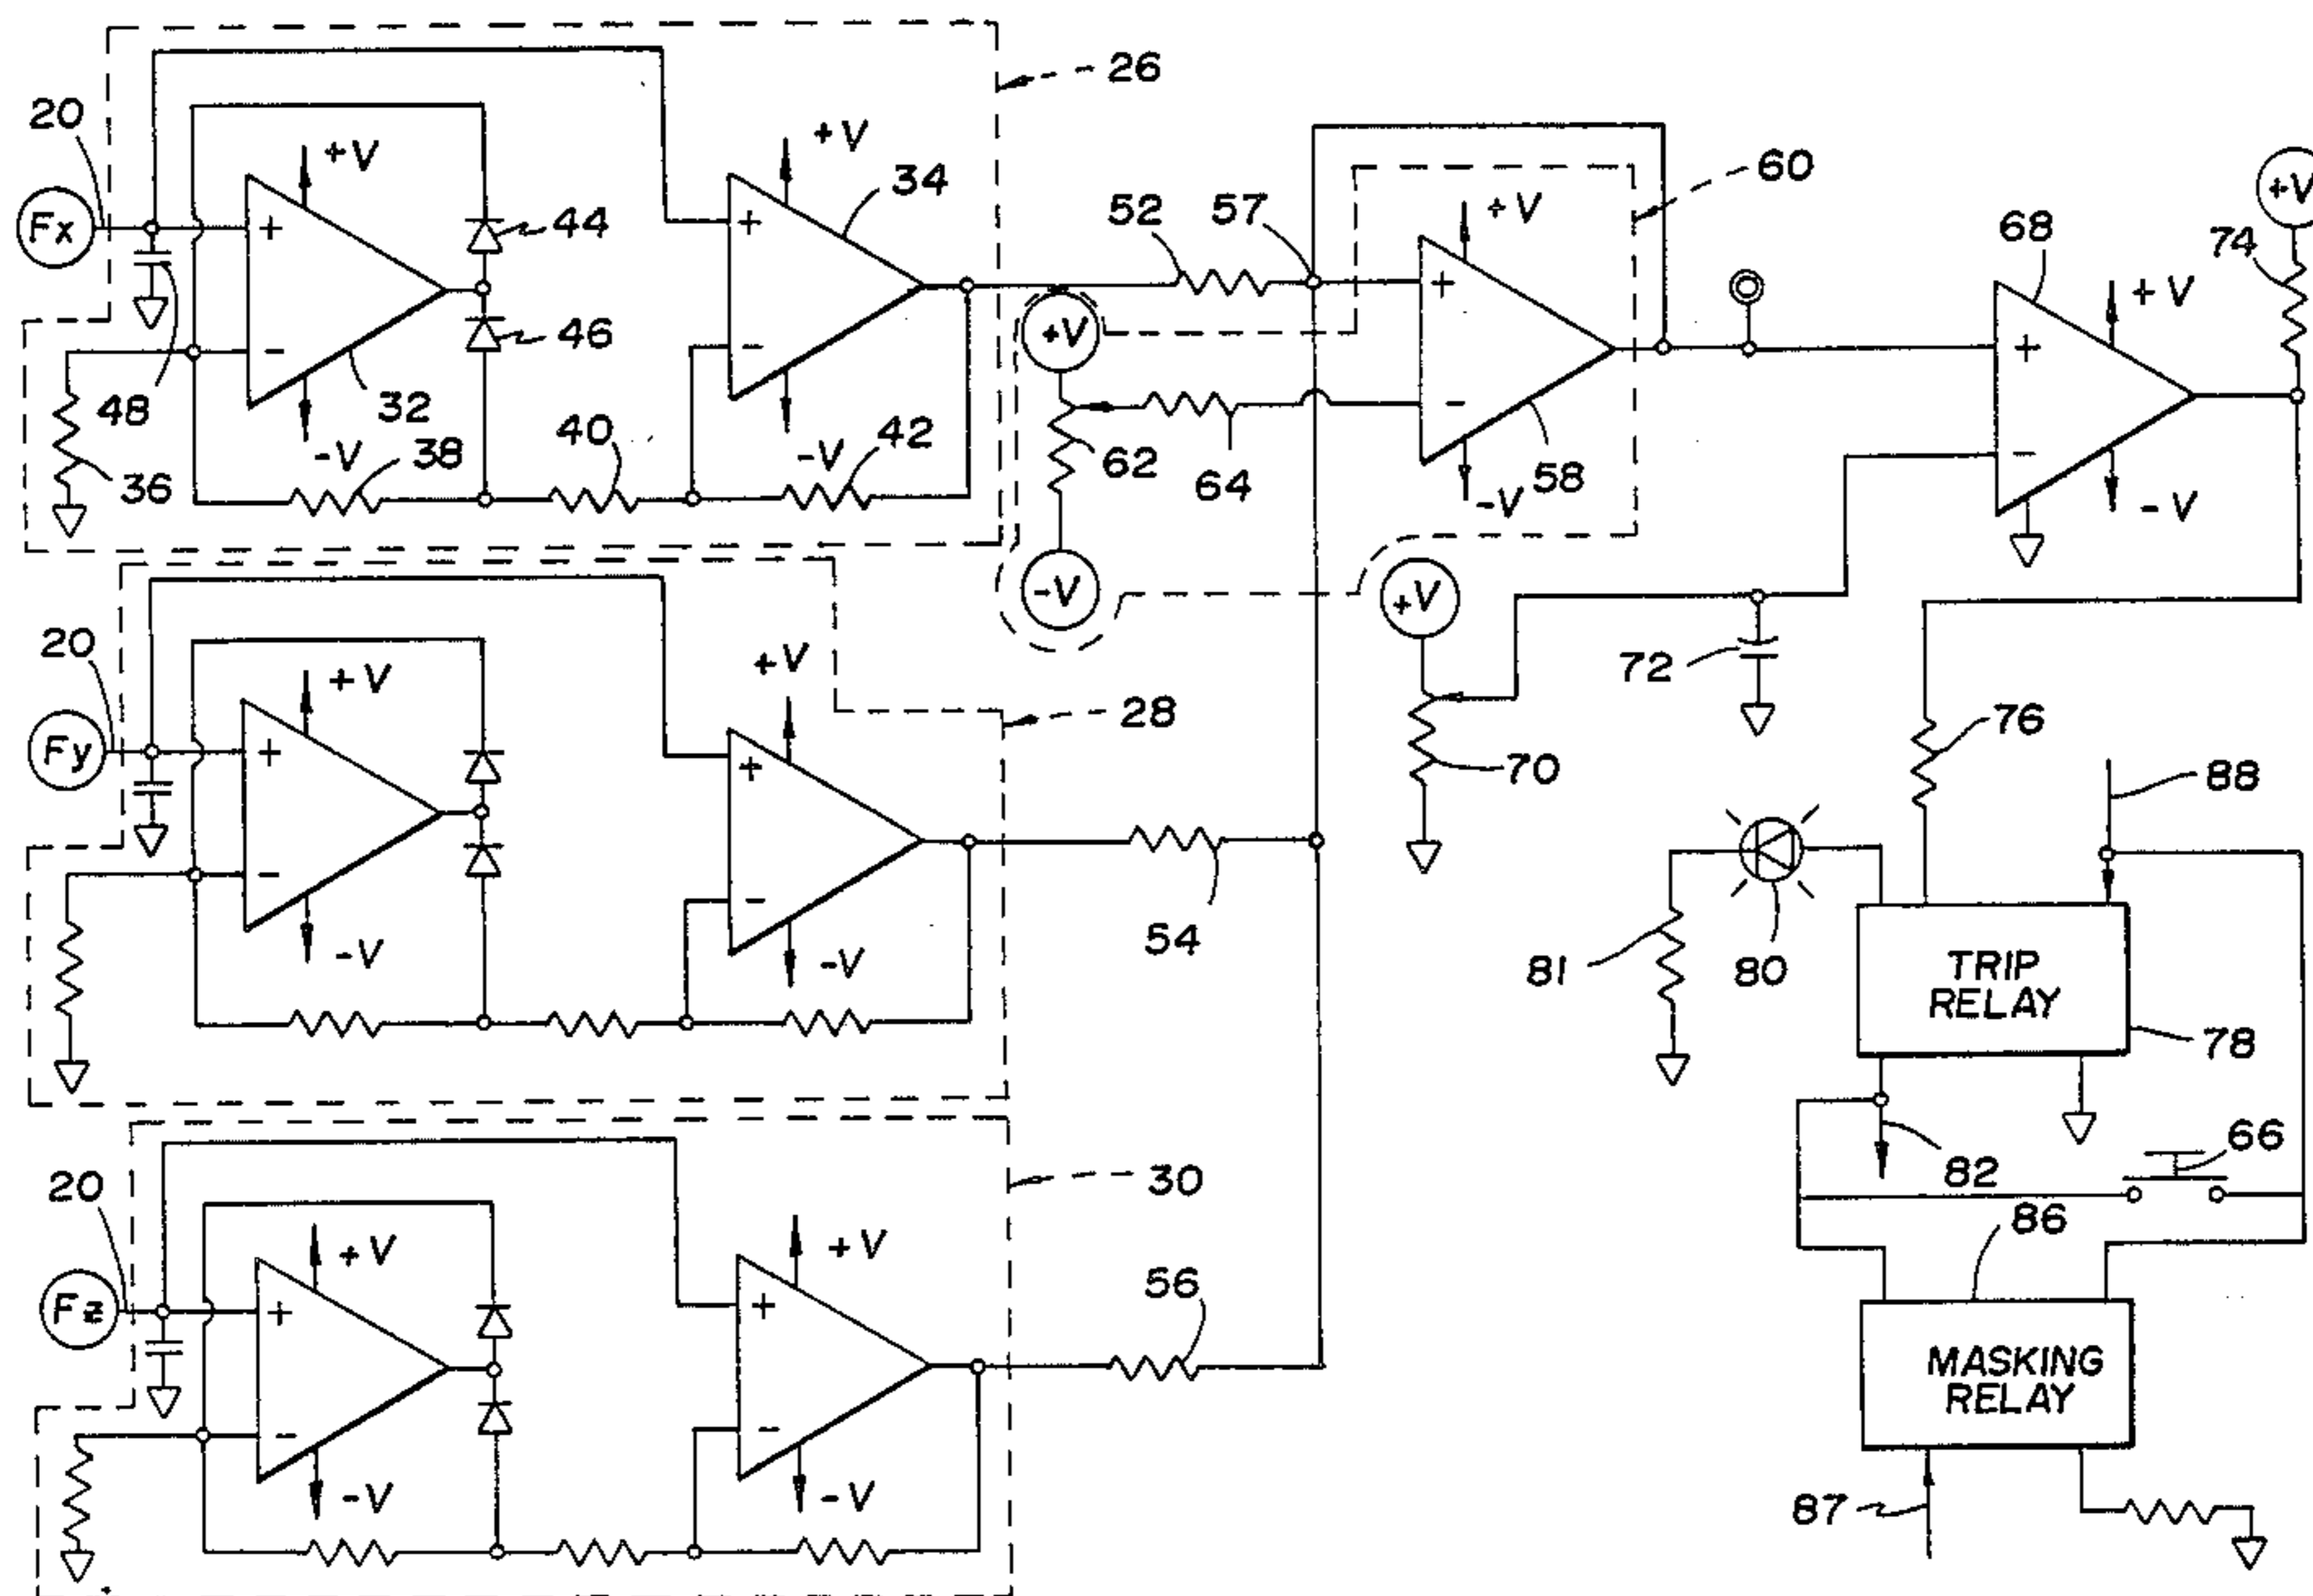 26
20
+V
+V
34
60
Fx
+
44
+
52
57
+V
68
+V
74
46
+V
+
+V
-
-
+
48
32
40
-
-V
38
-V
42
62
64
-V
58
-
-V
36
-V
+V
20
+V
+V
72
28
76
Fy
+
+
70
88
-
-
54
-V
-V
81
80
TRIP
RELAY
78
66
20
30
82
+V
+V
86
Fz
+
+
56
MASKING
RELAY
-
-
-V
-V
87